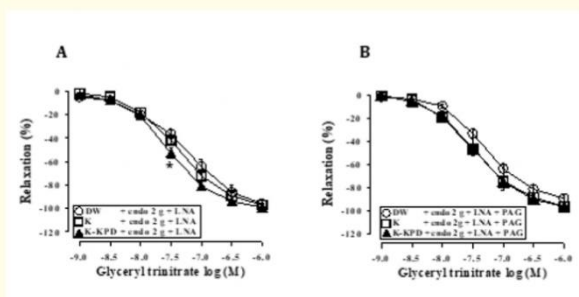 A
0
-20
-40
-60
-80
-100
-120
Relaxation (%)
*
DW + endo 2 g + LNA
K + endo 2 g + LNA
K-KPD + endo 2 g + LNA
-9.0 -8.5 -8.0 -7.5 -7.0 -6.5 -6.0
Glyceryl trinitrate log (M)
B
0
-20
-40
-60
-80
-100
-120
Relaxation (%)
DW + endo 2 g + LNA + PAG
K + endo 2 g + LNA + PAG
K-KPD + endo 2 g + LNA + PAG
-9.0 -8.5 -8.0 -7.5 -7.0 -6.5 -6.0
Glyceryl trinitrate log (M)